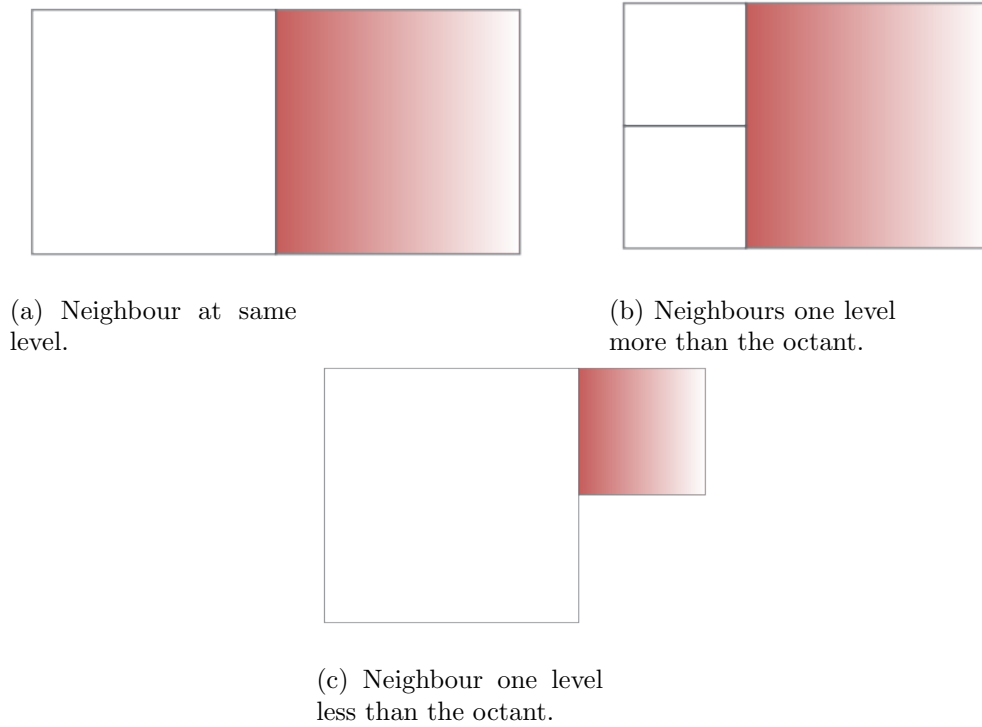 (a) Neighbour at same
level.
(b) Neighbours one level
more than the octant.
(c) Neighbour one level
less than the octant.